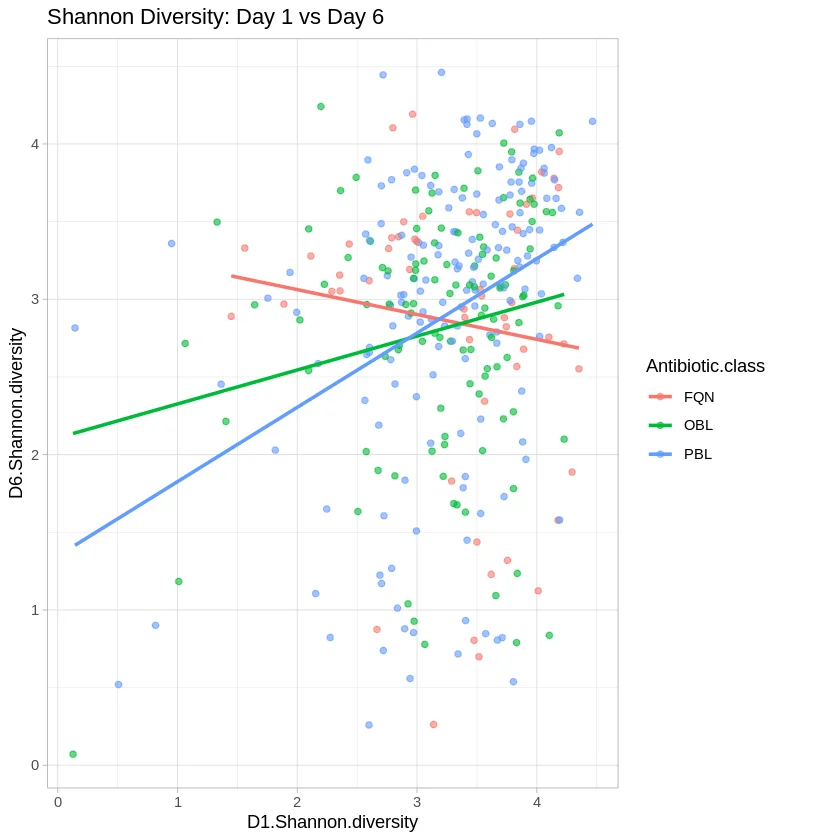 Shannon Diversity: Day 1 vs Day 6
D6.Shannon.diversity
4
3
2
1
0
0 1 2 3 4
D1.Shannon.diversity
Antibiotic.class
FQN
OBL
PBL